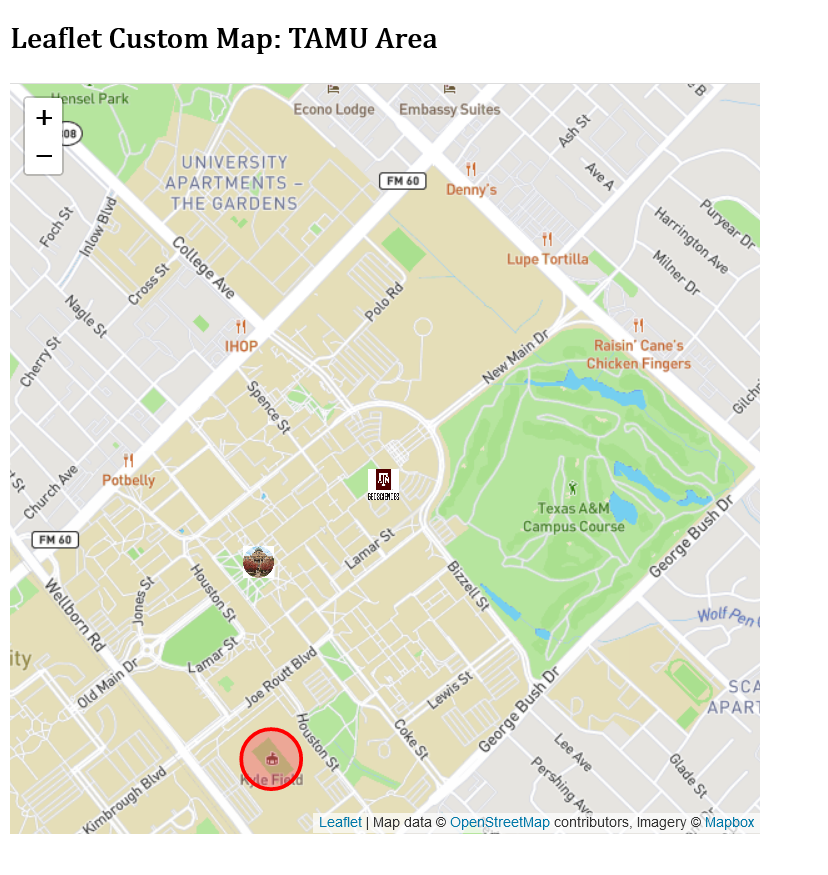 Leaflet Custom Map: TAMU Area
Hensel Park
+
−
08
Econo Lodge
Embassy Suites
B
Ash St
UNIVERSITY
APARTMENTS –
THE GARDENS
FM 60
Denny's
Ave A
Foch St
Inlow Blvd
Puryear Dr
Harrington Ave
College Ave
Lupe Tortilla
Milner Dr
Cross St
Nagle St
Polo Rd
IHOP
Raisin' Cane's
Chicken Fingers
New Main Dr
Cherry St
Spence St
Gilchr
Potbelly
St
Church Ave
GEOSCIENCES
Texas A&M
Campus Course
George Bush Dr
FM 60
Lamar St
Houston St
Bizzell St
Jones St
Wellborn Rd
Wolf Pen C
ity
Lamar St
Old Main Dr
Joe Routt Blvd
Lewis St
SCA
APART
George Bush Dr
Houston St
Coke St
Lee Ave
Kyle Field
Pershing Ave
Glade St
Kimbrough Blvd
Leaflet | Map data © OpenStreetMap contributors, Imagery © Mapbox